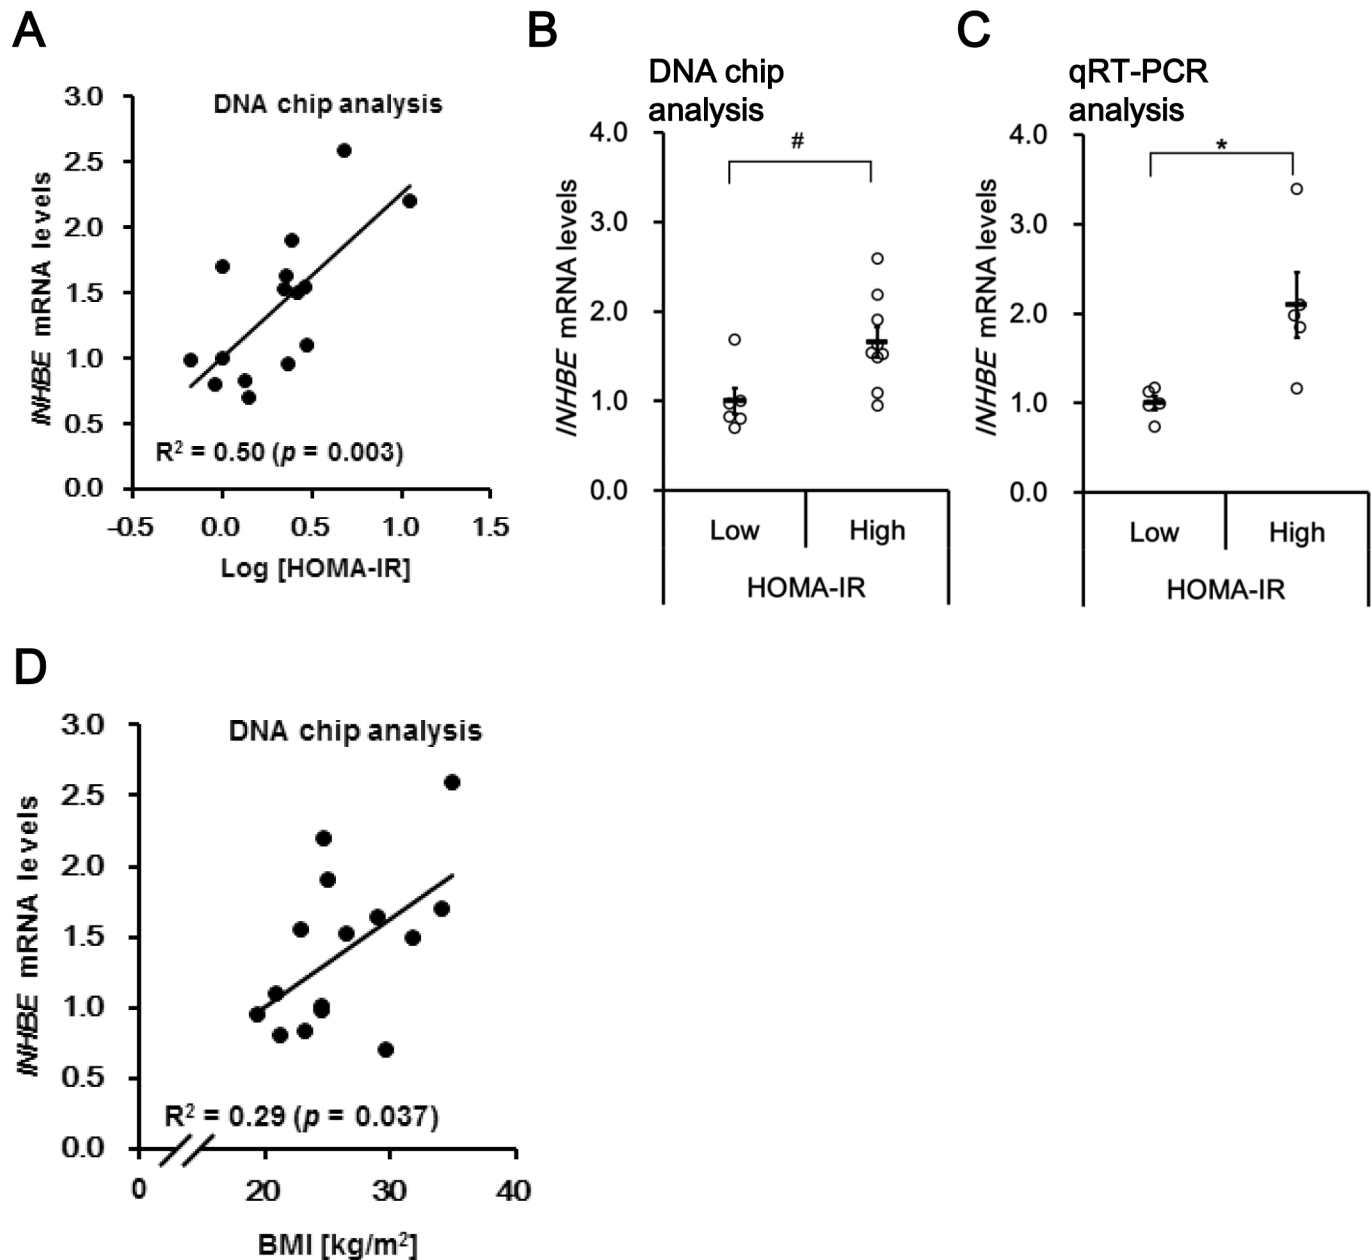 A
DNA chip analysis
3.0
2.5
2.0
1.5
1.0
0.5
0.0
INHBE mRNA levels
R² = 0.50 (p = 0.003)
-0.5 0.0 0.5 1.0 1.5
Log [HOMA-IR]
B
DNA chip
analysis
#
4.0
3.0
2.0
1.0
0.0
INHBE mRNA levels
Low High
HOMA-IR
C
qRT-PCR
analysis
*
4.0
3.0
2.0
1.0
0.0
INHBE mRNA levels
Low High
HOMA-IR
D
DNA chip analysis
3.0
2.5
2.0
1.5
1.0
0.5
0.0
INHBE mRNA levels
R² = 0.29 (p = 0.037)
0 20 30 40
BMI [kg/m²]